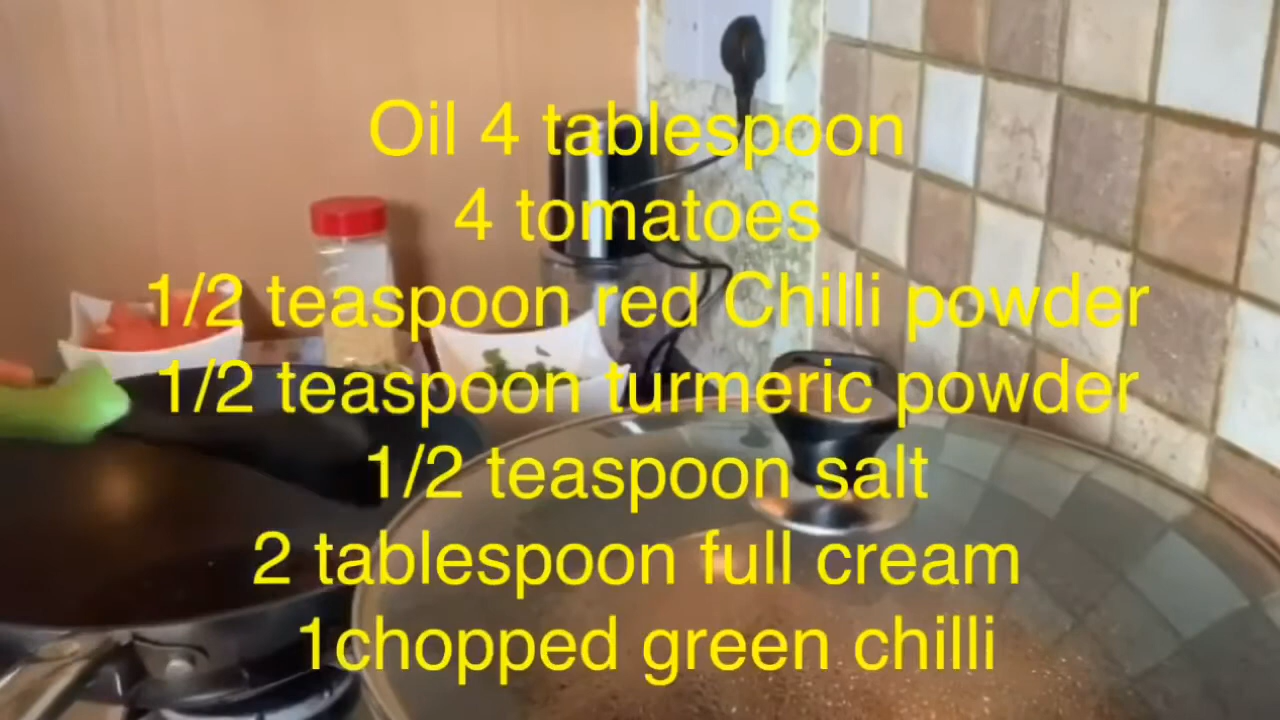 Oil 4 tablespoon
4 tomatoes
1/2 teaspoon red Chilli powder
1/2 teaspoon turmeric powder
1/2 teaspoon salt
2 tablespoon full cream
1chopped green chilli